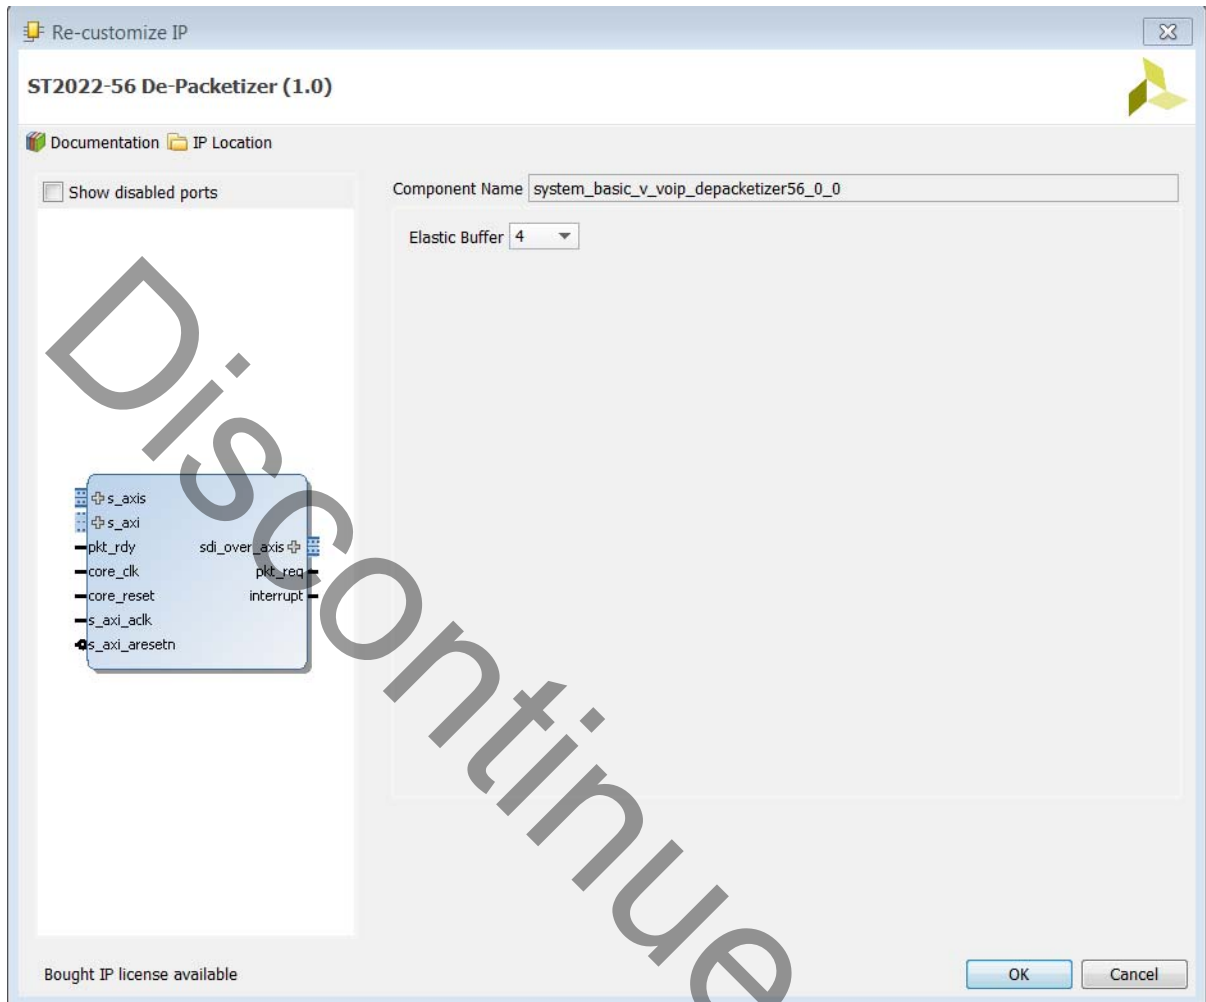 Re-customize IP
ST2022-56 De-Packetizer (1.0)
Documentation IP Location
Show disabled ports
Component Name system_basic_v_voip_depacketizer56_0_0
Elastic Buffer 4
s_axis
s_axi
pkt_rdy sdi_over_axis
core_clk pkt_req
core_reset interrupt
s_axi_aclk
s_axi_aresetn
Bought IP license available
OK Cancel
Discontinue